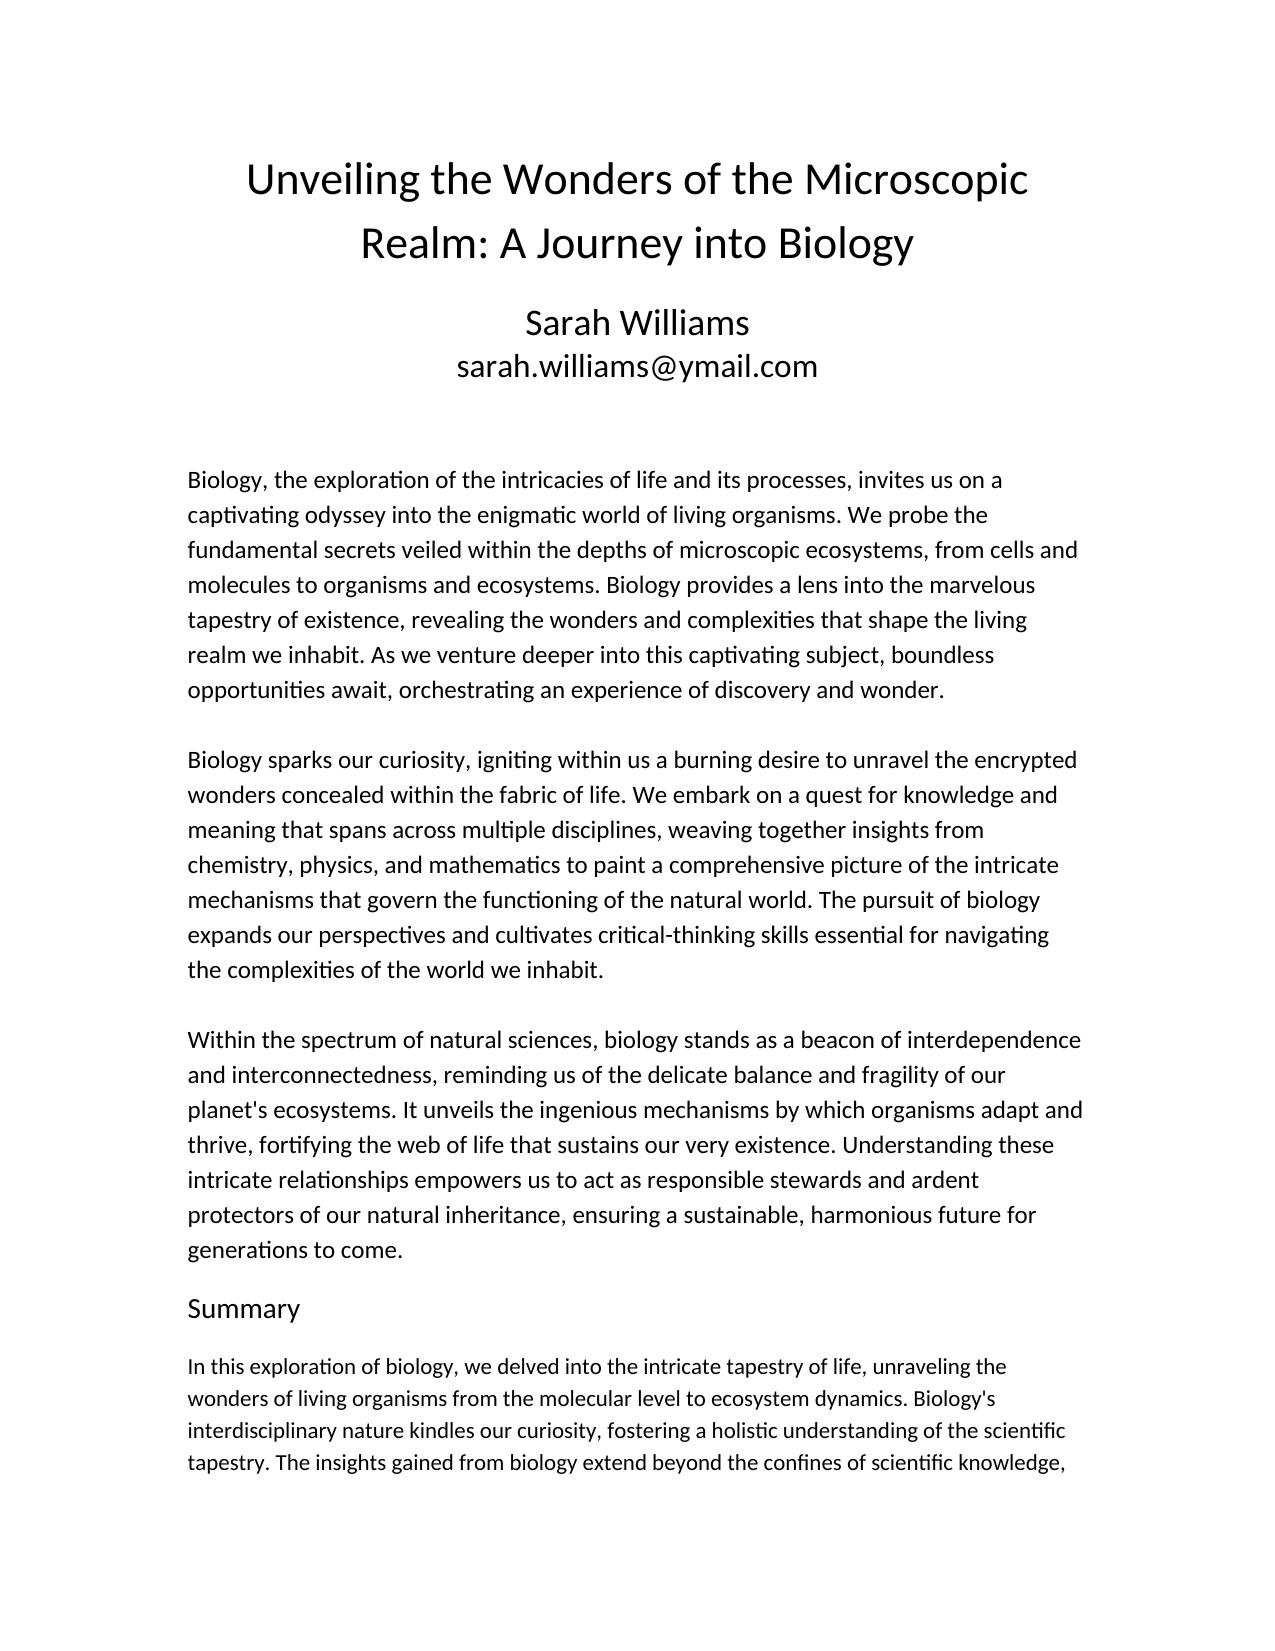 Unveiling the Wonders of the Microscopic
Realm: A Journey into Biology
Sarah Williams
sarah.williams@ymail.com
Biology, the exploration of the intricacies of life and its processes, invites us on a
captivating odyssey into the enigmatic world of living organisms. We probe the
fundamental secrets veiled within the depths of microscopic ecosystems, from cells and
molecules to organisms and ecosystems. Biology provides a lens into the marvelous
tapestry of existence, revealing the wonders and complexities that shape the living
realm we inhabit. As we venture deeper into this captivating subject, boundless
opportunities await, orchestrating an experience of discovery and wonder.
Biology sparks our curiosity, igniting within us a burning desire to unravel the encrypted
wonders concealed within the fabric of life. We embark on a quest for knowledge and
meaning that spans across multiple disciplines, weaving together insights from
chemistry, physics, and mathematics to paint a comprehensive picture of the intricate
mechanisms that govern the functioning of the natural world. The pursuit of biology
expands our perspectives and cultivates critical-thinking skills essential for navigating
the complexities of the world we inhabit.
Within the spectrum of natural sciences, biology stands as a beacon of interdependence
and interconnectedness, reminding us of the delicate balance and fragility of our
planet's ecosystems. It unveils the ingenious mechanisms by which organisms adapt and
thrive, fortifying the web of life that sustains our very existence. Understanding these
intricate relationships empowers us to act as responsible stewards and ardent
protectors of our natural inheritance, ensuring a sustainable, harmonious future for
generations to come.
Summary
In this exploration of biology, we delved into the intricate tapestry of life, unraveling the
wonders of living organisms from the molecular level to ecosystem dynamics. Biology's
interdisciplinary nature kindles our curiosity, fostering a holistic understanding of the scientific
tapestry. The insights gained from biology extend beyond the confines of scientific knowledge,